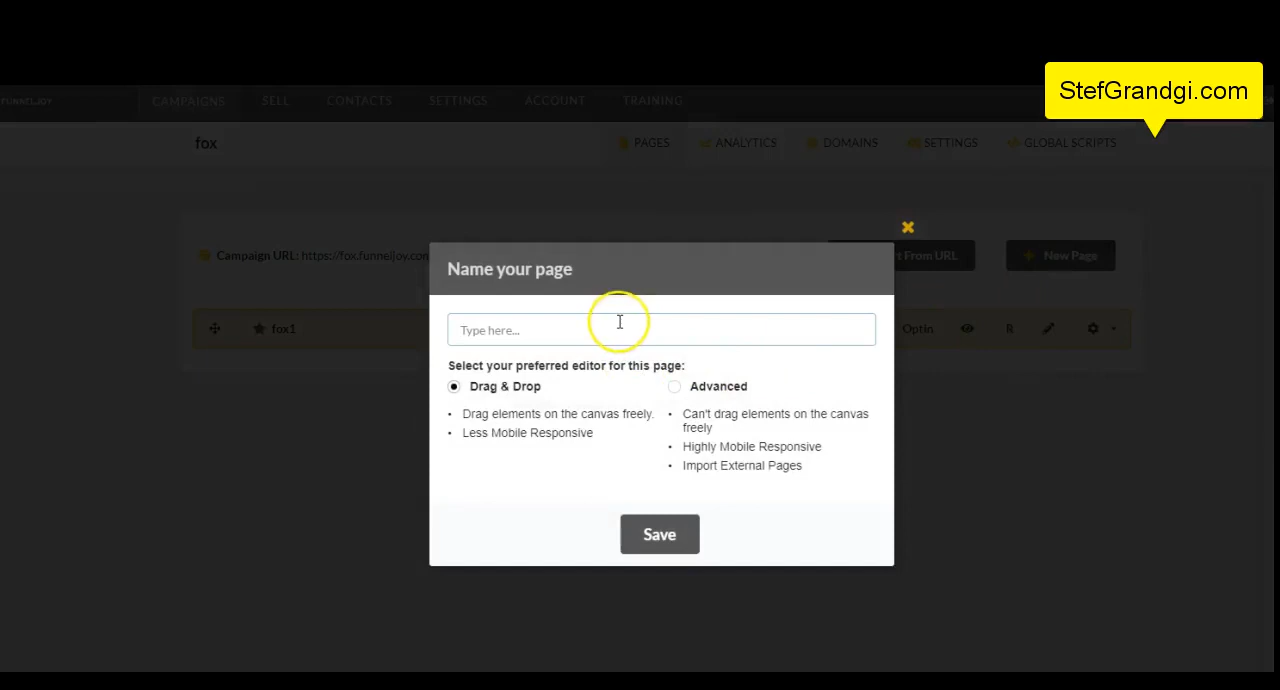 StefGrandgi.com
FUNNELJOY
CAMPAIGNS
SELL
CONTACTS
SETTINGS
ACCOUNT
TRAINING
fox
PAGES
ANALYTICS
DOMAINS
SETTINGS
GLOBAL SCRIPTS
Campaign URL: https://fox.funneljoy.com
From URL
New Page
Name your page
fox1
Type here...
Optin
R
Select your preferred editor for this page:
Drag & Drop
• Drag elements on the canvas freely.
• Less Mobile Responsive
Advanced
• Can't drag elements on the canvas
freely
• Highly Mobile Responsive
• Import External Pages
Save